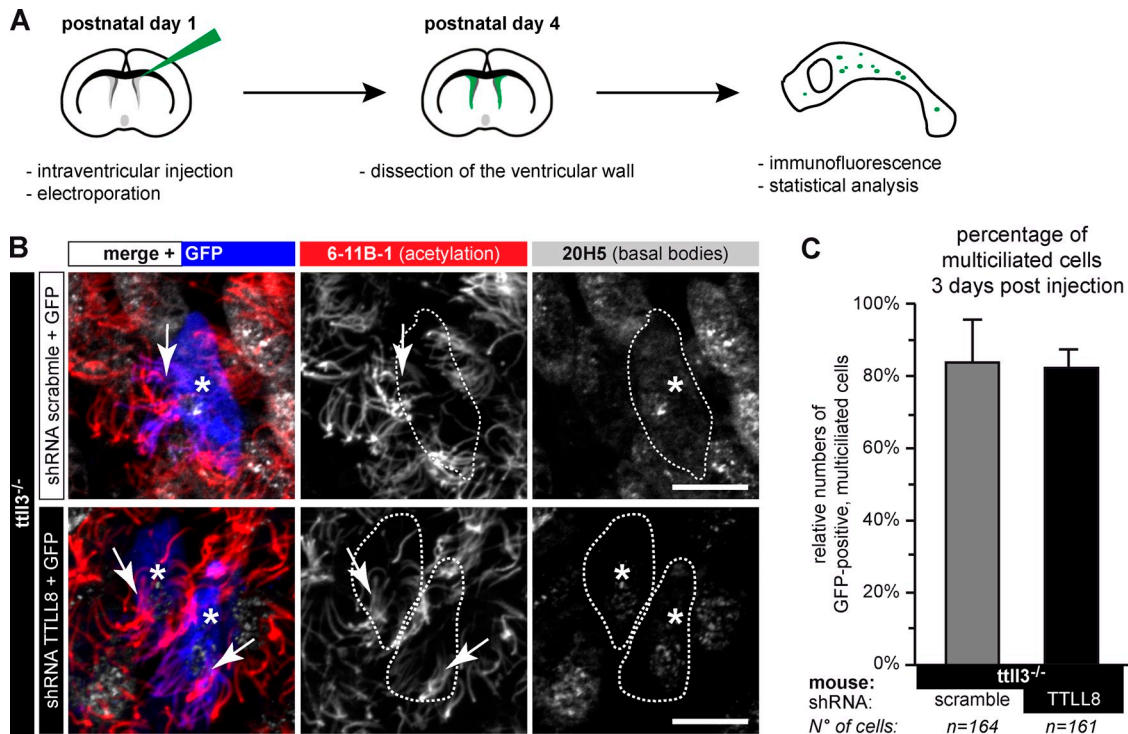 A
postnatal day 1
postnatal day 4
- intraventricular injection
- electroporation
- dissection of the ventricular wall
- immunofluorescence
- statistical analysis
B
merge + GFP
6-11B-1 (acetylation)
20H5 (basal bodies)
ttll3-/-
shRNA scrabmle + GFP
*
*
shRNA TTLL8 + GFP
*
*
*
*
C
percentage of
multiciliated cells
3 days post injection
relative numbers of
GFP-positive, multiciliated cells
100%
80%
60%
40%
20%
0%
mouse: ttll3-/-
shRNA: scramble TTLL8
N° of cells: n=164 n=161